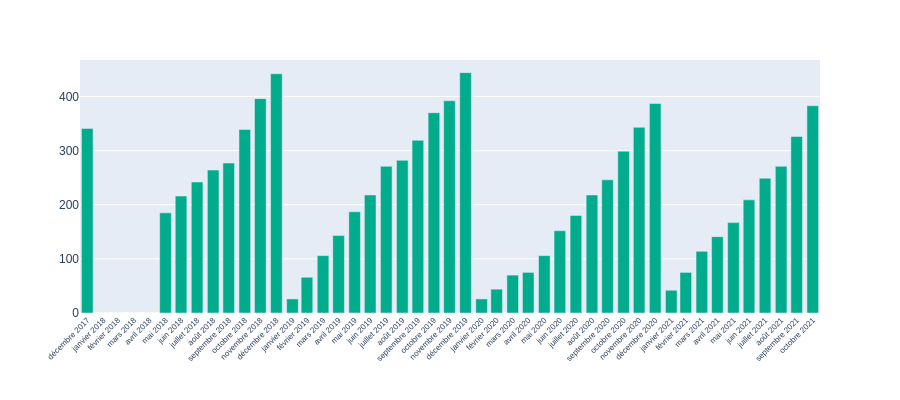 400
300
200
100
0
décembre 2017
janvier 2018
février 2018
mars 2018
avril 2018
mai 2018
juin 2018
juillet 2018
août 2018
septembre 2018
octobre 2018
novembre 2018
décembre 2018
janvier 2019
février 2019
mars 2019
avril 2019
mai 2019
juin 2019
juillet 2019
août 2019
septembre 2019
octobre 2019
novembre 2019
décembre 2019
janvier 2020
février 2020
mars 2020
avril 2020
mai 2020
juin 2020
juillet 2020
août 2020
septembre 2020
octobre 2020
novembre 2020
décembre 2020
janvier 2021
février 2021
mars 2021
avril 2021
mai 2021
juin 2021
juillet 2021
août 2021
septembre 2021
octobre 2021